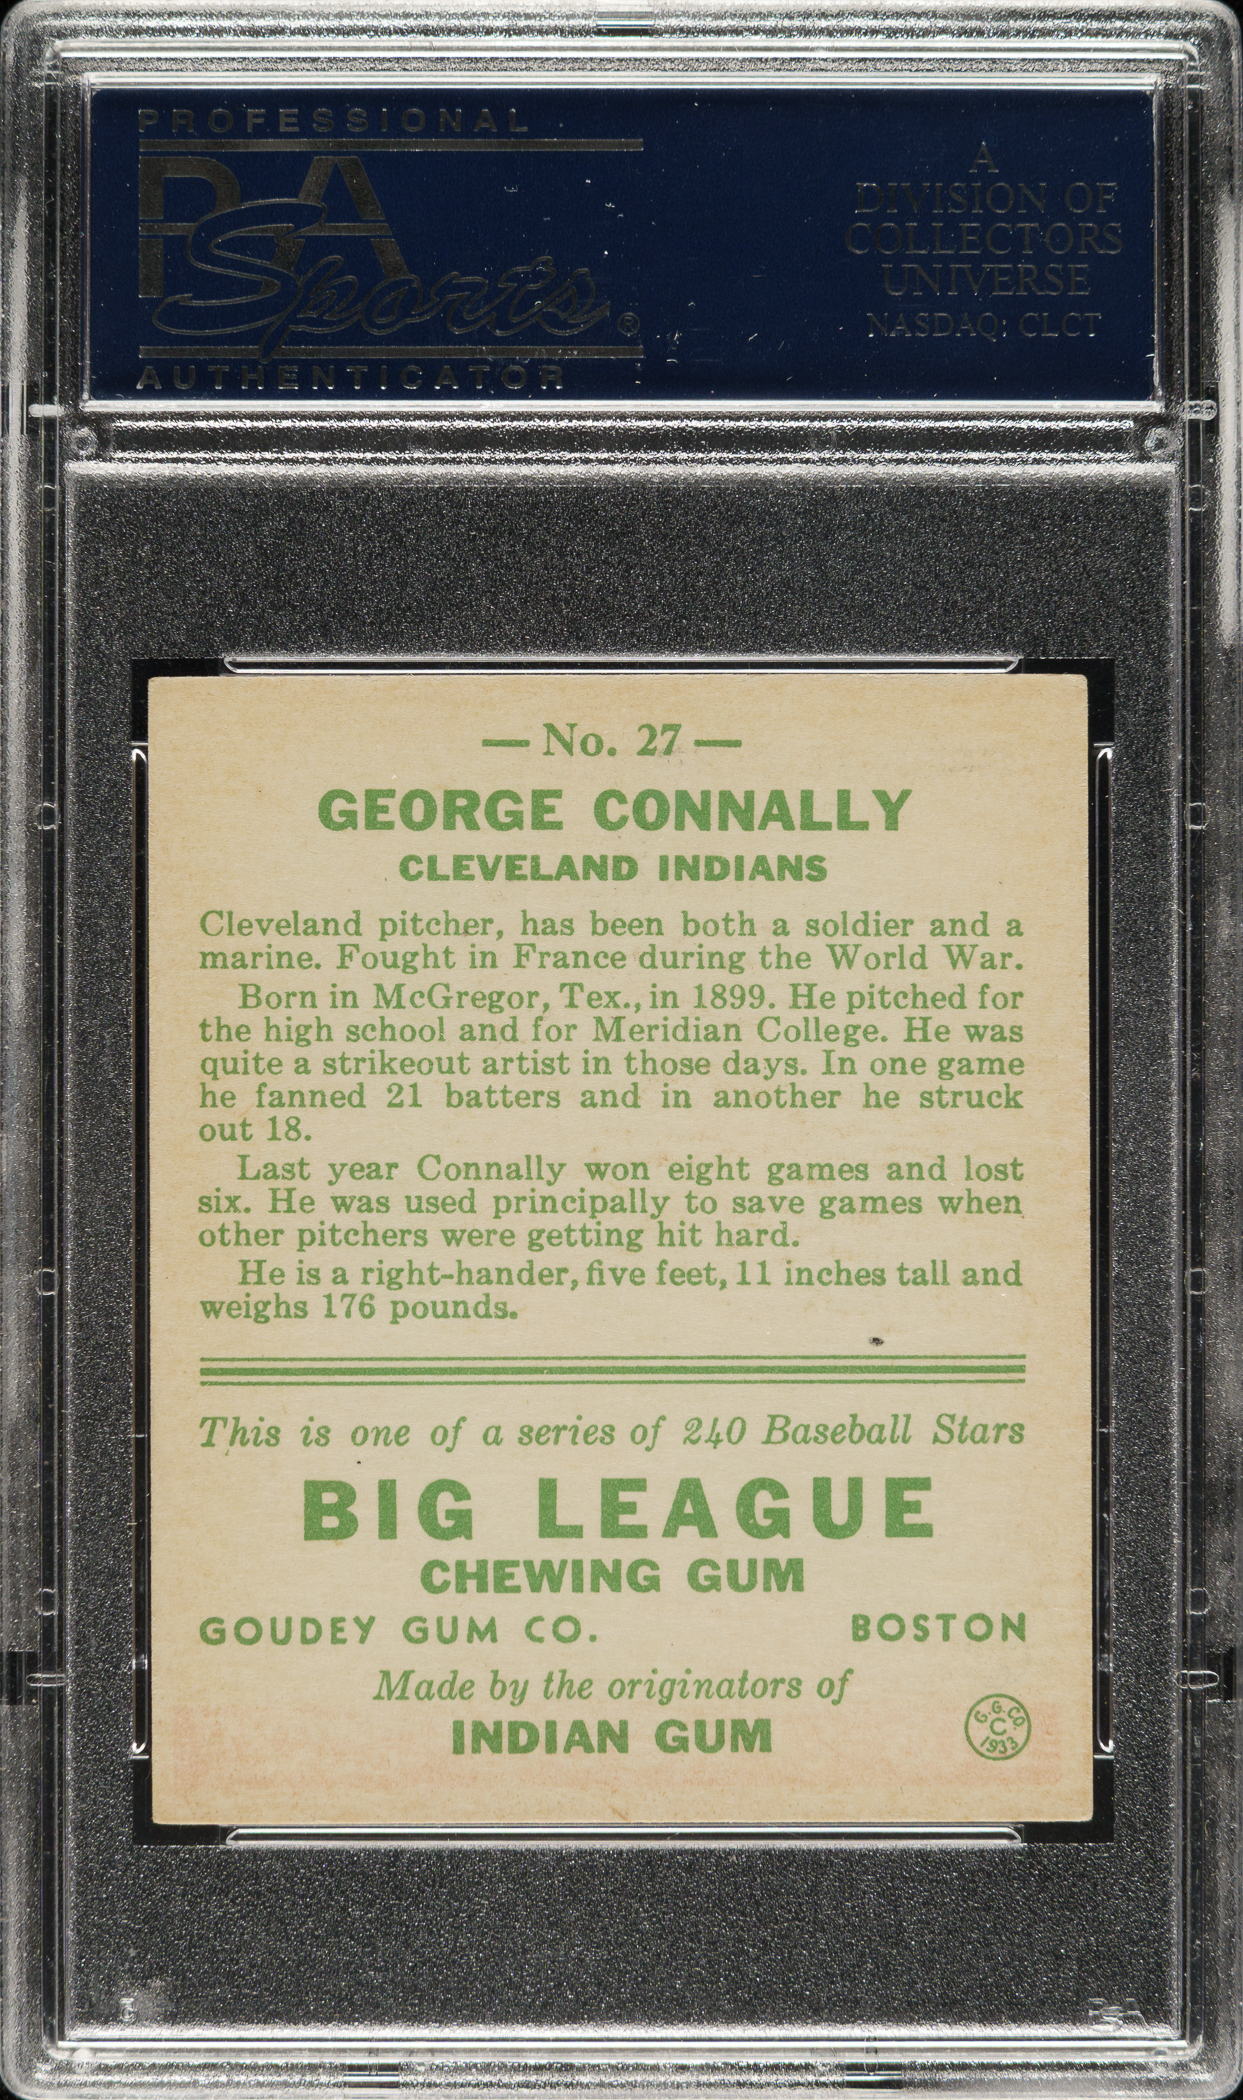 PROFESSIONAL
PSA
Sports®
AUTHENTICATOR
A
DIVISION OF
COLLECTORS
UNIVERSE
NASDAQ: CLCT
— No. 27 —
GEORGE CONNALLY
CLEVELAND INDIANS
Cleveland pitcher, has been both a soldier and a
marine. Fought in France during the World War.
Born in McGregor, Tex., in 1899. He pitched for
the high school and for Meridian College. He was
quite a strikeout artist in those days. In one game
he fanned 21 batters and in another he struck
out 18.
Last year Connally won eight games and lost
six. He was used principally to save games when
other pitchers were getting hit hard.
He is a right-hander, five feet, 11 inches tall and
weighs 176 pounds.
This is one of a series of 240 Baseball Stars
BIG LEAGUE
CHEWING GUM
GOUDEY GUM CO. BOSTON
Made by the originators of
INDIAN GUM
G.G.CO.
C.
1933
PSA